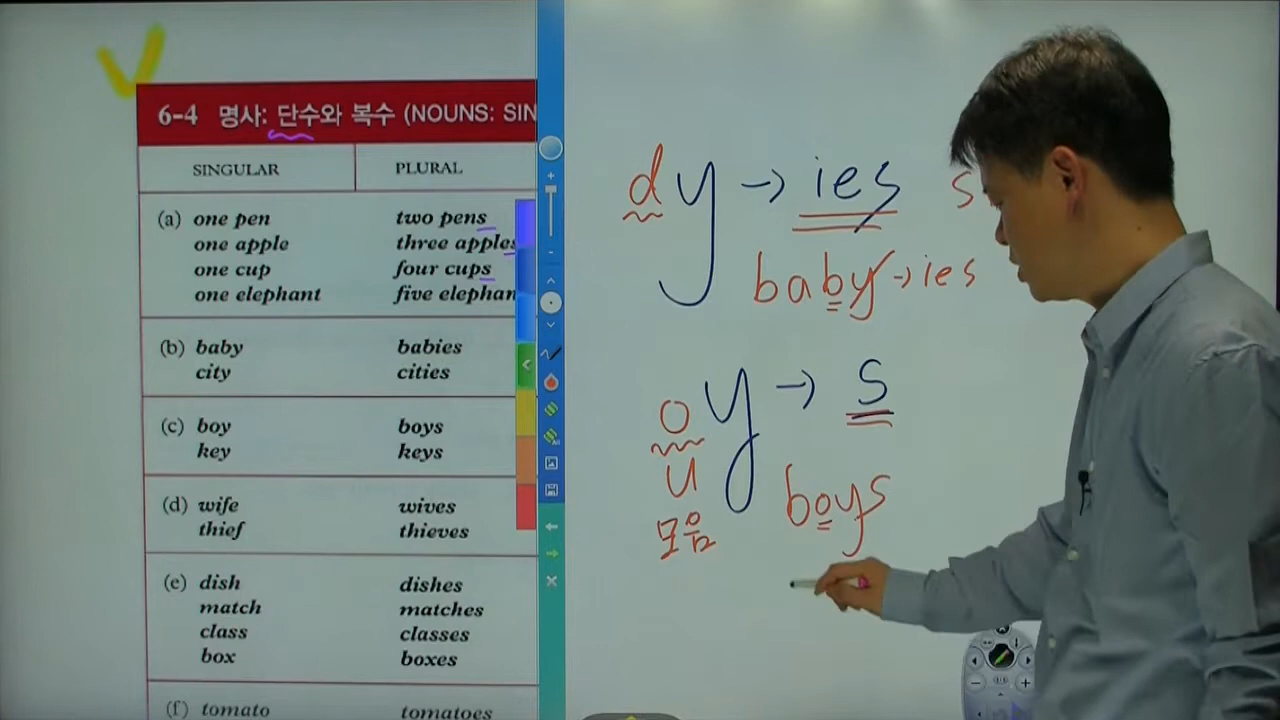 6-4 명사: 단수와 복수 (NOUNS: SIN
SINGULAR PLURAL
(a) one pen two pens
one apple three apples
one cup four cups
one elephant five elephan
(b) baby babies
city cities
(c) boy boys
key keys
(d) wife wives
thief thieves
(e) dish dishes
match matches
class classes
box boxes
(f) tomato tomatoes
dy → ies s
baby → ies
oy → s
u
모음
boys